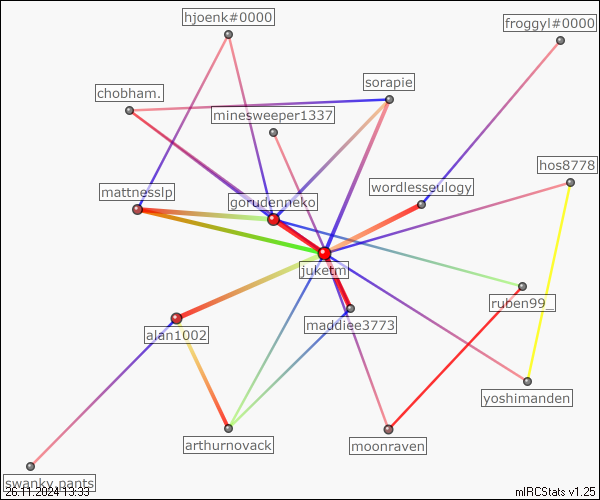 hjoenk#0000
froggyl#0000
sorapie
chobham.
minesweeper1337
hos8778
wordlesseulogy
mattnesslp
gorudenneko
juketm
ruben99_
maddiee3773
alan1002
yoshimanden
arthurnovack
moonraven
swanky.pants
26.11.2024 13:33
mIRCStats v1.25